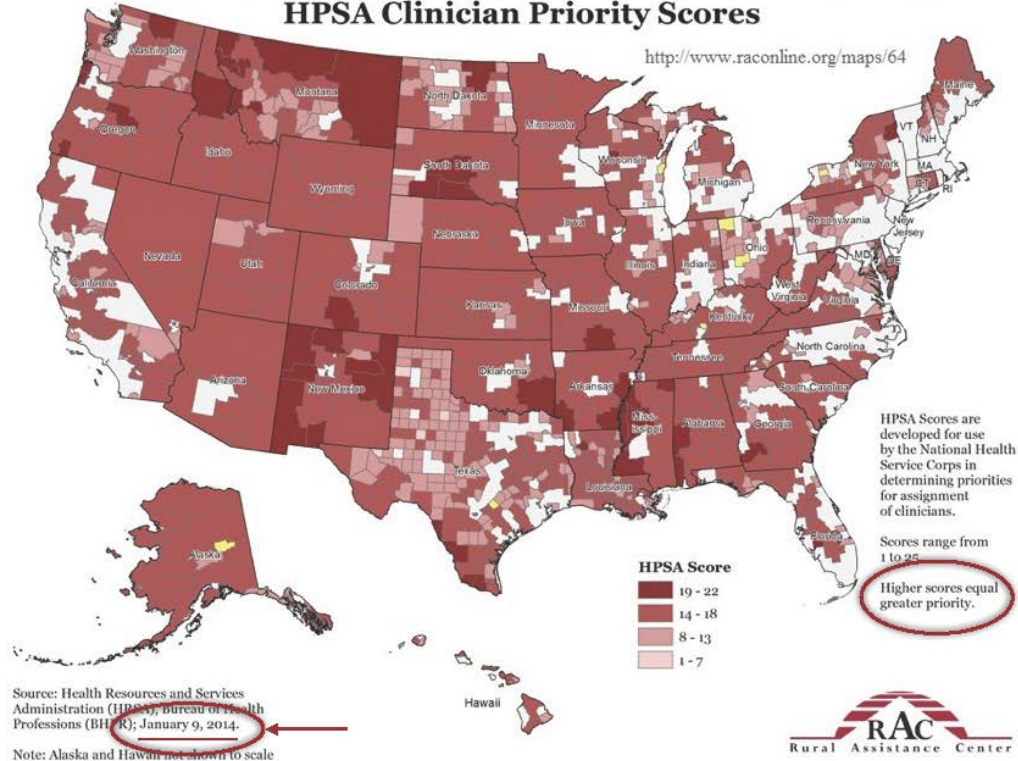 HPSA Clinician Priority Scores
http://www.raconline.org/maps/64
Washington
Montana
North Dakota
Minnesota
Maine
Oregon
Idaho
South Dakota
Wisconsin
Michigan
New York
VT
NH
MA
CT
RI
Wyoming
Nebraska
Iowa
Pennsylvania
New
Jersey
Nevada
Utah
Colorado
Illinois
Indiana
Ohio
MD
DE
California
Kansas
Missouri
West
Virginia
Virginia
Kentucky
North Carolina
Tennessee
Arizona
New Mexico
Oklahoma
Arkansas
South Carolina
Miss-
issippi
Alabama
Georgia
Texas
Louisiana
Florida
Alaska
Hawaii
HPSA Scores are
developed for use
by the National Health
Service Corps in
determining priorities
for assignment
of clinicians.
Scores range from
1 to 25
Higher scores equal
greater priority.
HPSA Score
19 - 22
14 - 18
8 - 13
1 - 7
Source: Health Resources and Services
Administration (HRSA), Bureau of Health
Professions (BHPR); January 9, 2014.
Note: Alaska and Hawaii not shown to scale
RAC
Rural Assistance Center